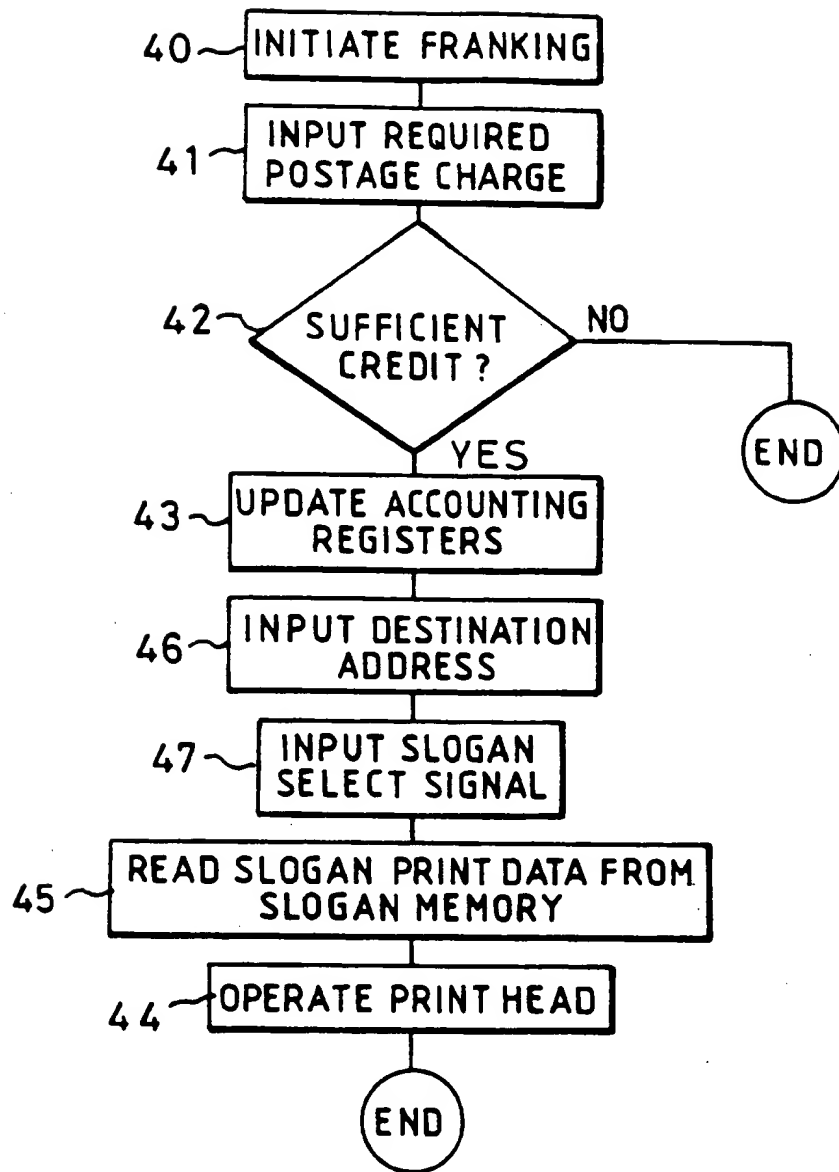 40
INITIATE FRANKING
41
INPUT REQUIRED
POSTAGE CHARGE
42
SUFFICIENT
CREDIT ?
NO
END
YES
43
UPDATE ACCOUNTING
REGISTERS
46
INPUT DESTINATION
ADDRESS
47
INPUT SLOGAN
SELECT SIGNAL
45
READ SLOGAN PRINT DATA FROM
SLOGAN MEMORY
44
OPERATE PRINT HEAD
END